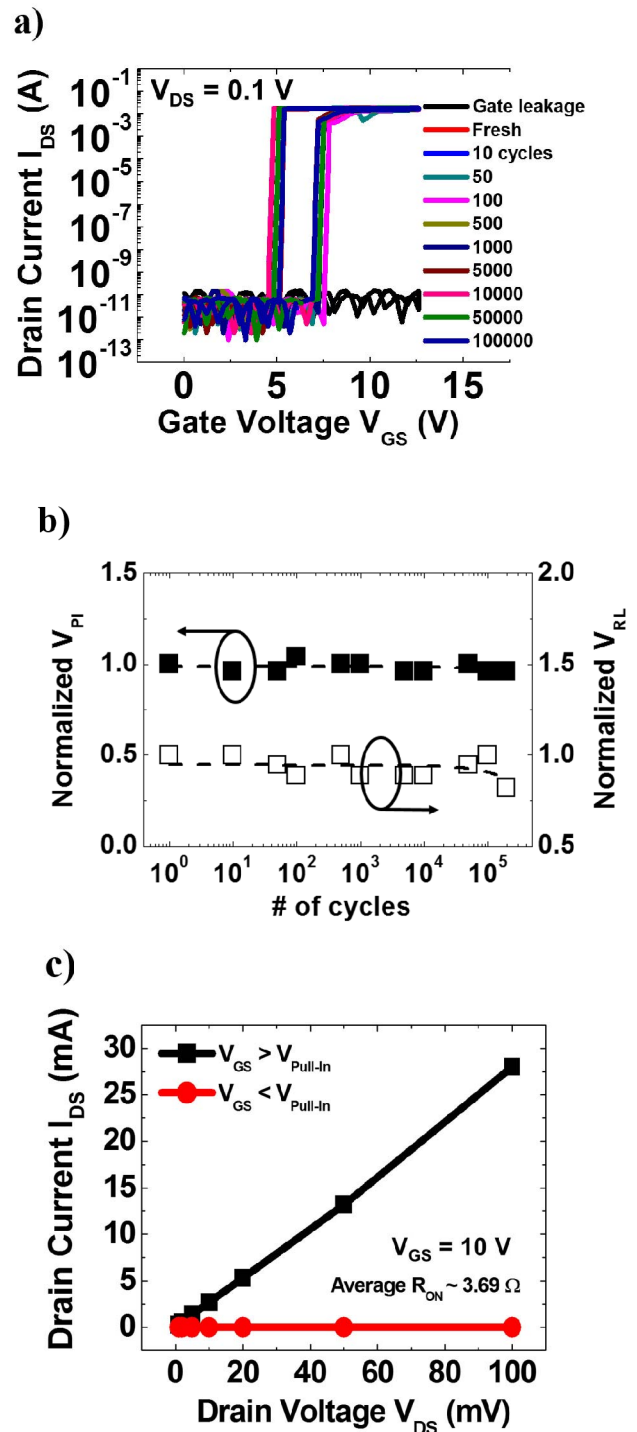 a)
V_DS = 0.1 V
Drain Current I_DS (A)
10^-1
10^-3
10^-5
10^-7
10^-9
10^-11
10^-13
0
5
10
15
Gate Voltage V_GS (V)
Gate leakage
Fresh
10 cycles
50
100
500
1000
5000
10000
50000
100000
b)
Normalized V_PI
1.5
1.0
0.5
0.0
2.0
1.5
1.0
0.5
Normalized V_RL
10^0
10^1
10^2
10^3
10^4
10^5
# of cycles
c)
Drain Current I_DS (mA)
30
25
20
15
10
5
0
V_GS > V_Pull-In
V_GS < V_Pull-In
V_GS = 10 V
Average R_ON ~ 3.69 Ω
0
20
40
60
80
100
Drain Voltage V_DS (mV)